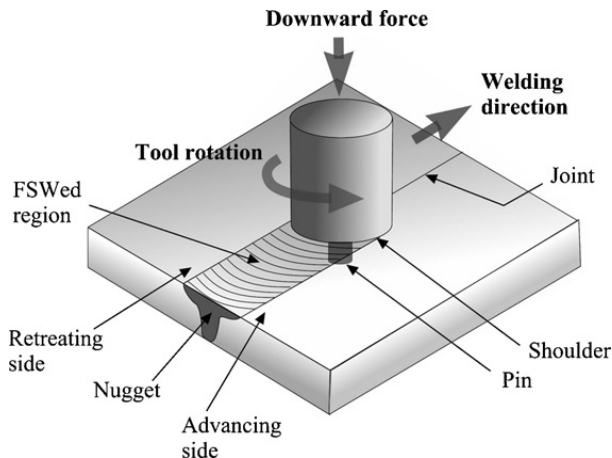 Downward force
Welding
direction
Tool rotation
FSWed
region
Joint
Retreating
side
Nugget
Advancing
side
Shoulder
Pin